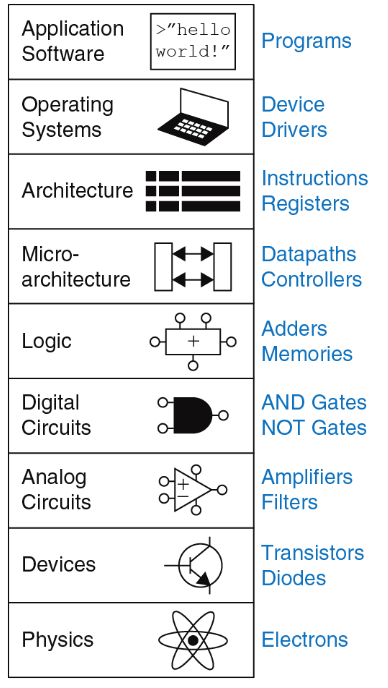 Application
Software
>"hello
world!"
Programs
Operating
Systems
Device
Drivers
Architecture
Instructions
Registers
Micro-
architecture
Datapaths
Controllers
Logic
+
Adders
Memories
Digital
Circuits
AND Gates
NOT Gates
Analog
Circuits
+
−
Amplifiers
Filters
Devices
Transistors
Diodes
Physics
Electrons